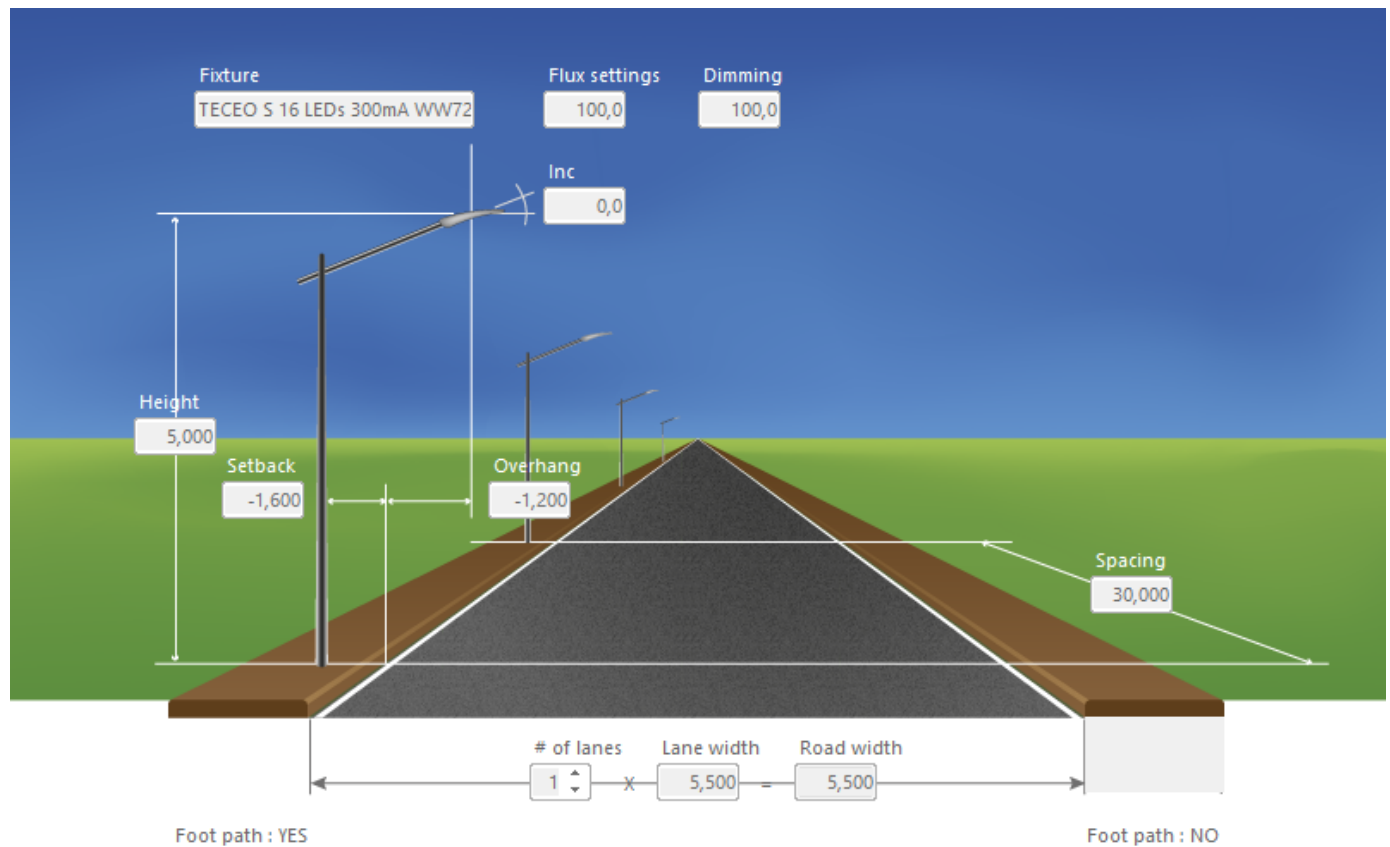 Fixture Flux settings Dimming
TECEO S 16 LEDs 300mA WW72 100,0 100,0
Inc
0,0
Height
5,000
Setback Overhang
-1,600 -1,200
Spacing
30,000
# of lanes Lane width Road width
1 X 5,500 = 5,500
Foot path : YES Foot path : NO